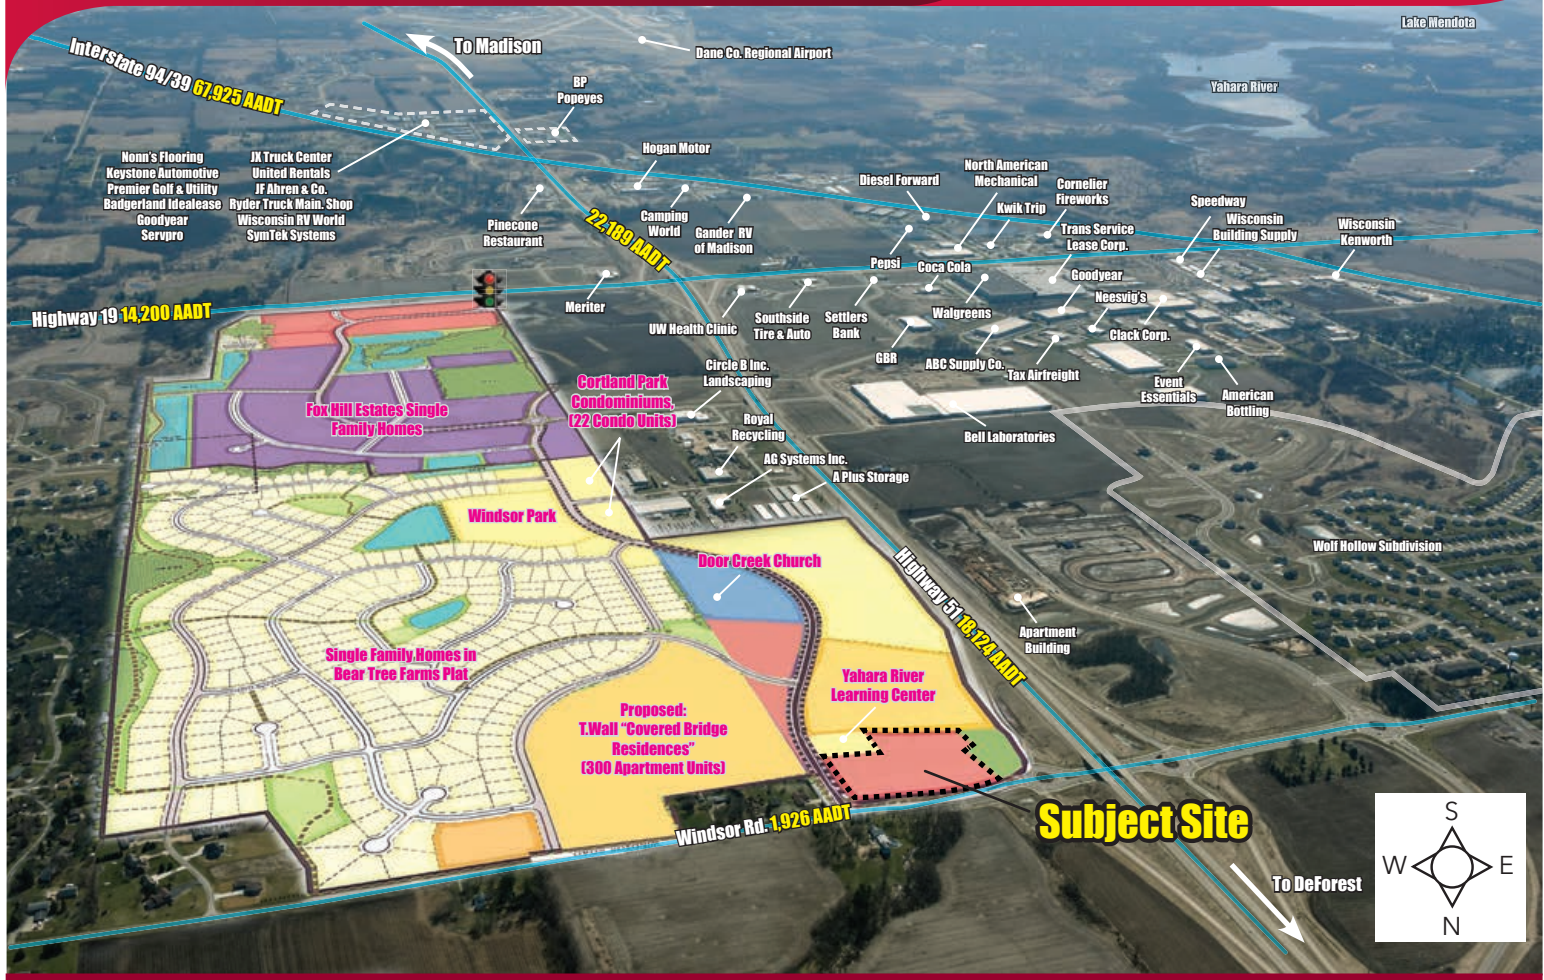 Lake Mendota
To Madison
Dane Co. Regional Airport
Interstate 94/39 67,925 AADT
Yahara River
BP
Popeyes
Nonn's Flooring
Keystone Automotive
Premier Golf & Utility
Badgerland Idealease
Goodyear
Servpro
JX Truck Center
United Rentals
JF Ahren & Co.
Ryder Truck Main. Shop
Wisconsin RV World
SymTek Systems
Hogan Motor
Pinecone
Restaurant
Camping
World
Gander RV
of Madison
22,189 AADT
Diesel Forward
North American
Mechanical
Kwik Trip
Cornelier
Fireworks
Trans Service
Lease Corp.
Speedway
Wisconsin
Building Supply
Wisconsin
Kenworth
Pepsi
Coca Cola
Goodyear
Neesvig's
Walgreens
Clack Corp.
Highway 19 14,200 AADT
Meriter
UW Health Clinic
Southside
Tire & Auto
Settlers
Bank
GBR
ABC Supply Co.
Tax Airfreight
Event
Essentials
American
Bottling
Circle B Inc.
Landscaping
Cortland Park
Condominiums,
(22 Condo Units)
Fox Hill Estates Single
Family Homes
Royal
Recycling
Bell Laboratories
AG Systems Inc.
A Plus Storage
Windsor Park
Door Creek Church
Highway 51 18,124 AADT
Wolf Hollow Subdivision
Apartment
Building
Single Family Homes in
Bear Tree Farms Plat
Yahara River
Learning Center
Proposed:
T.Wall “Covered Bridge
Residences”
(300 Apartment Units)
Windsor Rd. 1,926 AADT
Subject Site
To DeForest
S
W E
N